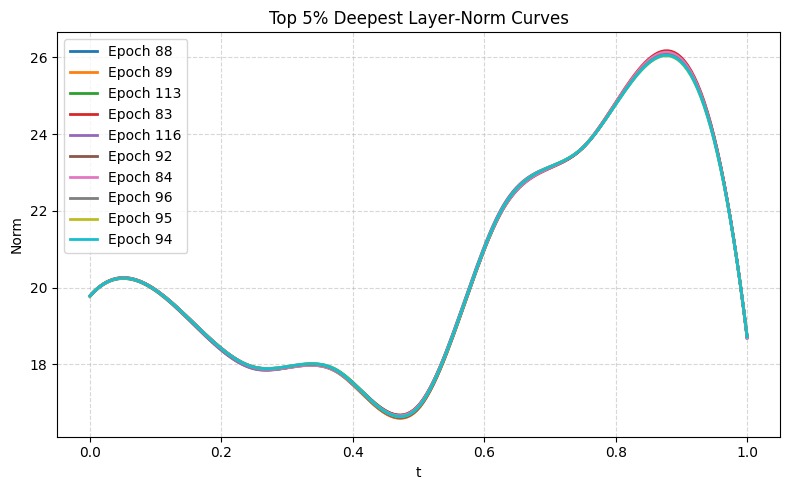 Top 5% Deepest Layer-Norm Curves
Epoch 88
Epoch 89
Epoch 113
Epoch 83
Epoch 116
Epoch 92
Epoch 84
Epoch 96
Epoch 95
Epoch 94
26
24
22
20
18
Norm
0.0 0.2 0.4 0.6 0.8 1.0
t